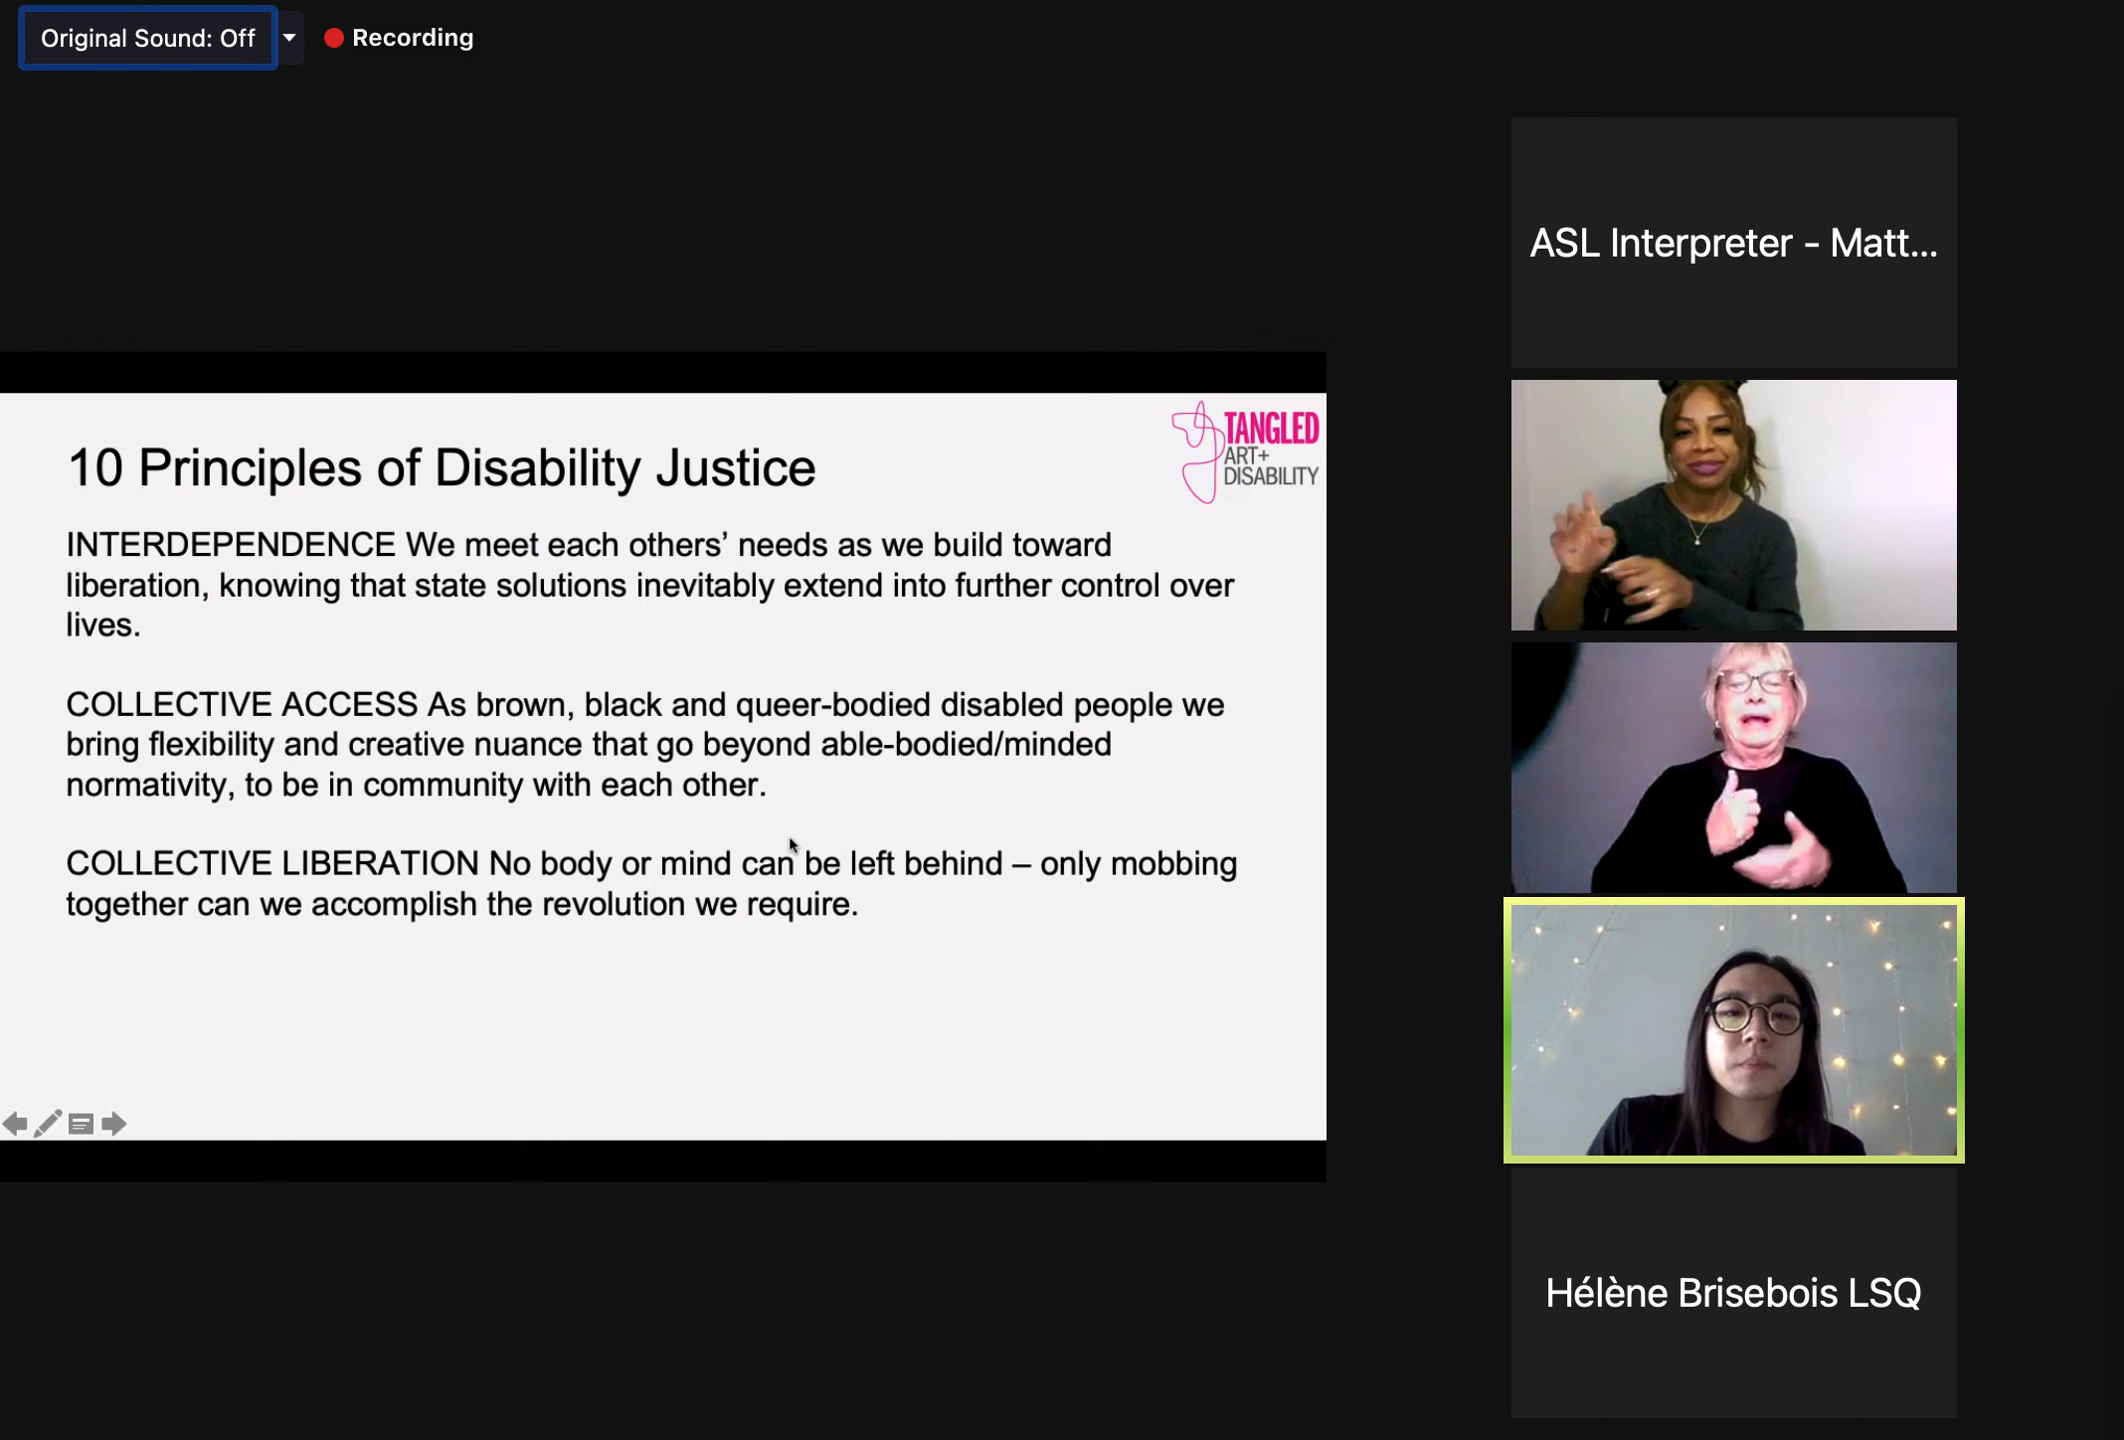 Original Sound: Off
Recording
ASL Interpreter - Matt...
TANGLED
ART+
DISABILITY
10 Principles of Disability Justice
INTERDEPENDENCE We meet each others’ needs as we build toward
liberation, knowing that state solutions inevitably extend into further control over
lives.
COLLECTIVE ACCESS As brown, black and queer-bodied disabled people we
bring flexibility and creative nuance that go beyond able-bodied/minded
normativity, to be in community with each other.
COLLECTIVE LIBERATION No body or mind can be left behind – only mobbing
together can we accomplish the revolution we require.
Hélène Brisebois LSQ